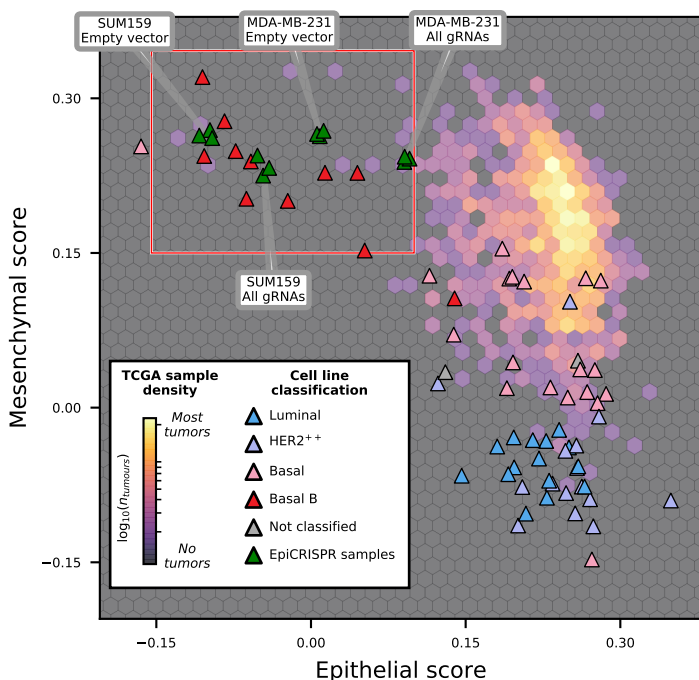 SUM159
Empty vector
MDA-MB-231
Empty vector
MDA-MB-231
All gRNAs
SUM159
All gRNAs
Mesenchymal score
0.30
0.15
0.00
−0.15
TCGA sample
density
Most
tumors
log10(ntumours)
No
tumors
Cell line
classification
Luminal
HER2++
Basal
Basal B
Not classified
EpiCRISPR samples
−0.15
0.00
0.15
0.30
Epithelial score